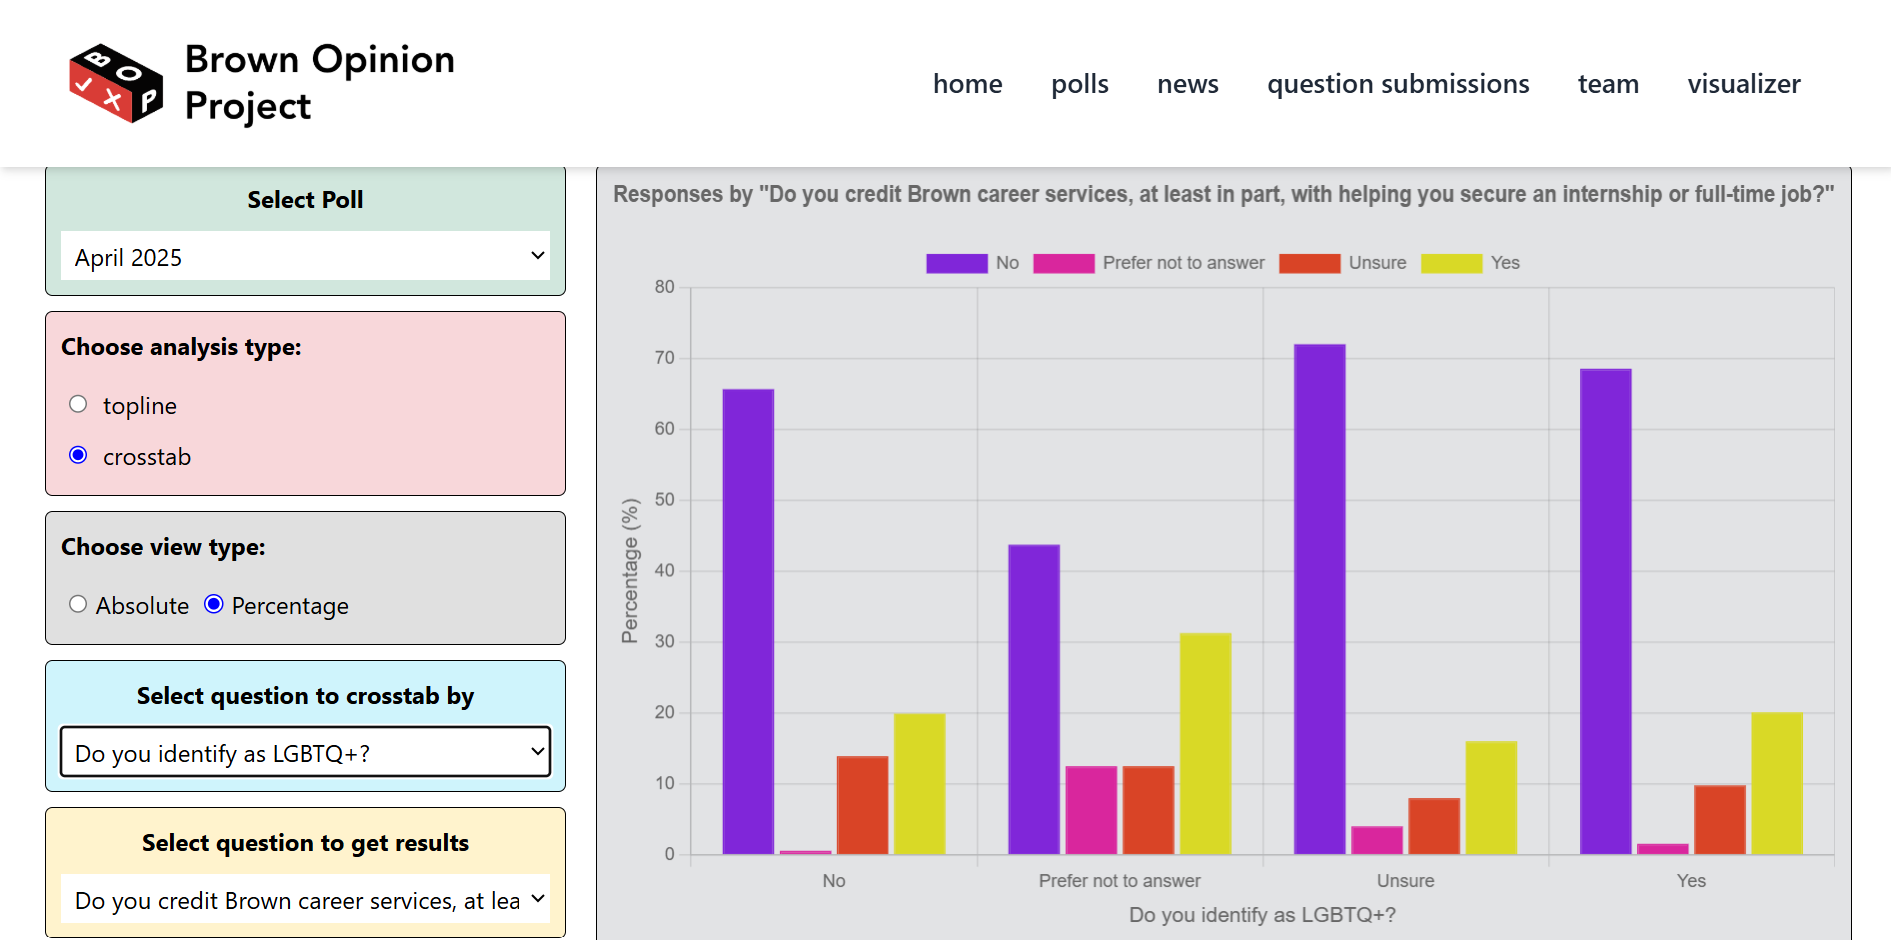 BOP
✓ X
Brown Opinion
Project
home polls news question submissions team visualizer
Select Poll
April 2025
Choose analysis type:
topline
crosstab
Choose view type:
Absolute Percentage
Select question to crosstab by
Do you identify as LGBTQ+?
Select question to get results
Do you credit Brown career services, at lea
Responses by "Do you credit Brown career services, at least in part, with helping you secure an internship or full-time job?"
No Prefer not to answer Unsure Yes
80
70
60
50
40
30
20
10
0
Percentage (%)
No Prefer not to answer Unsure Yes
Do you identify as LGBTQ+?